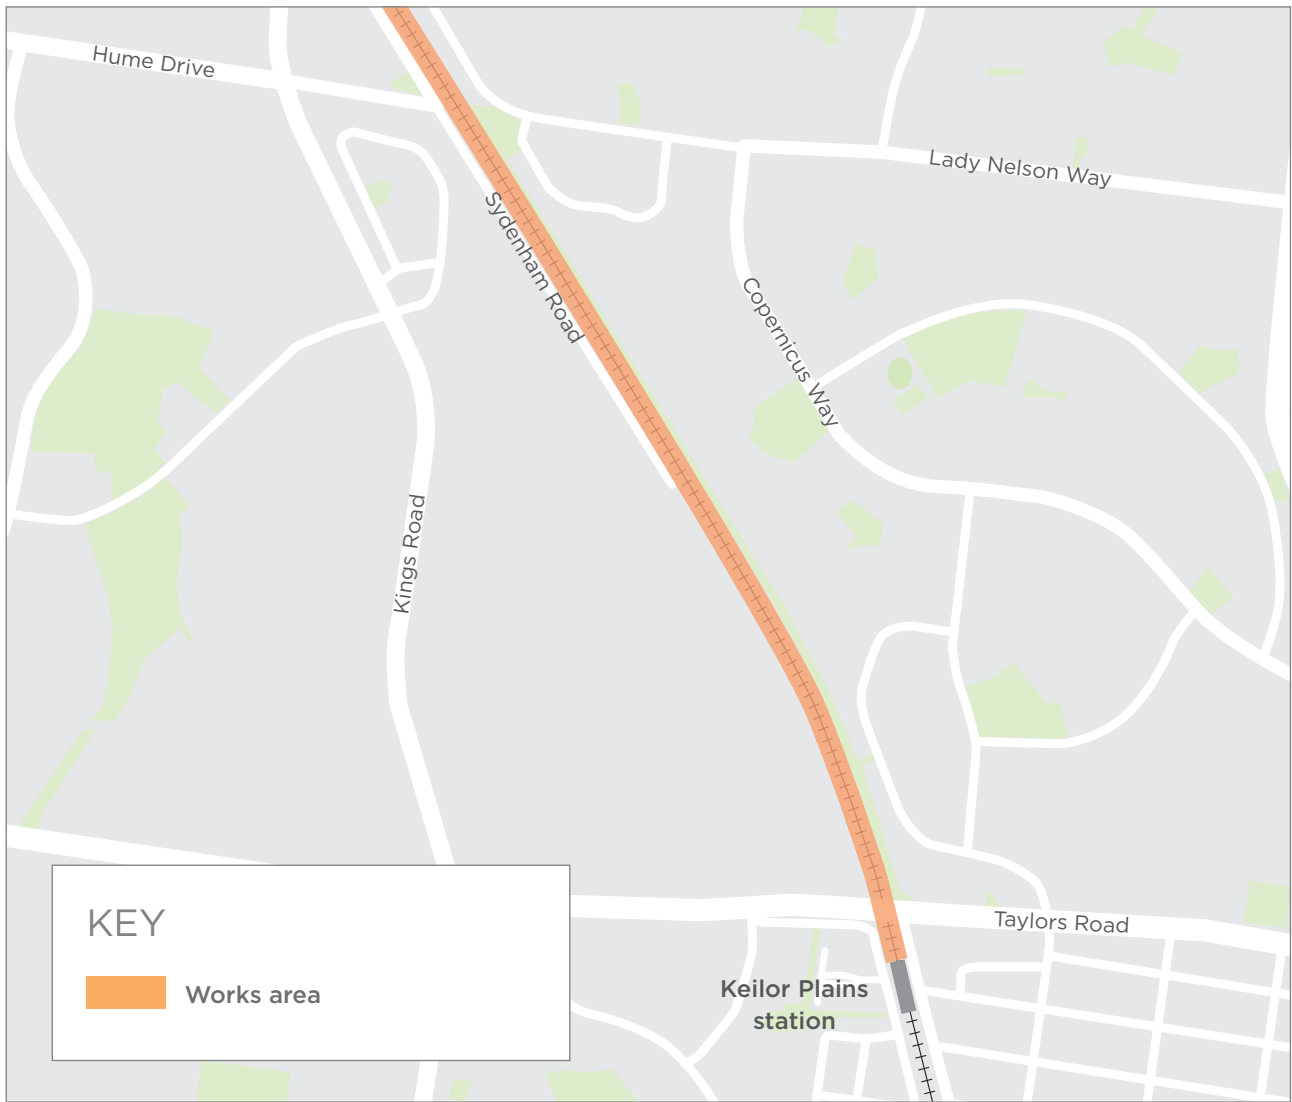 Hume Drive
Lady Nelson Way
Sydenham Road
Copernicus Way
Kings Road
Taylors Road
Keilor Plains
station
KEY
Works area